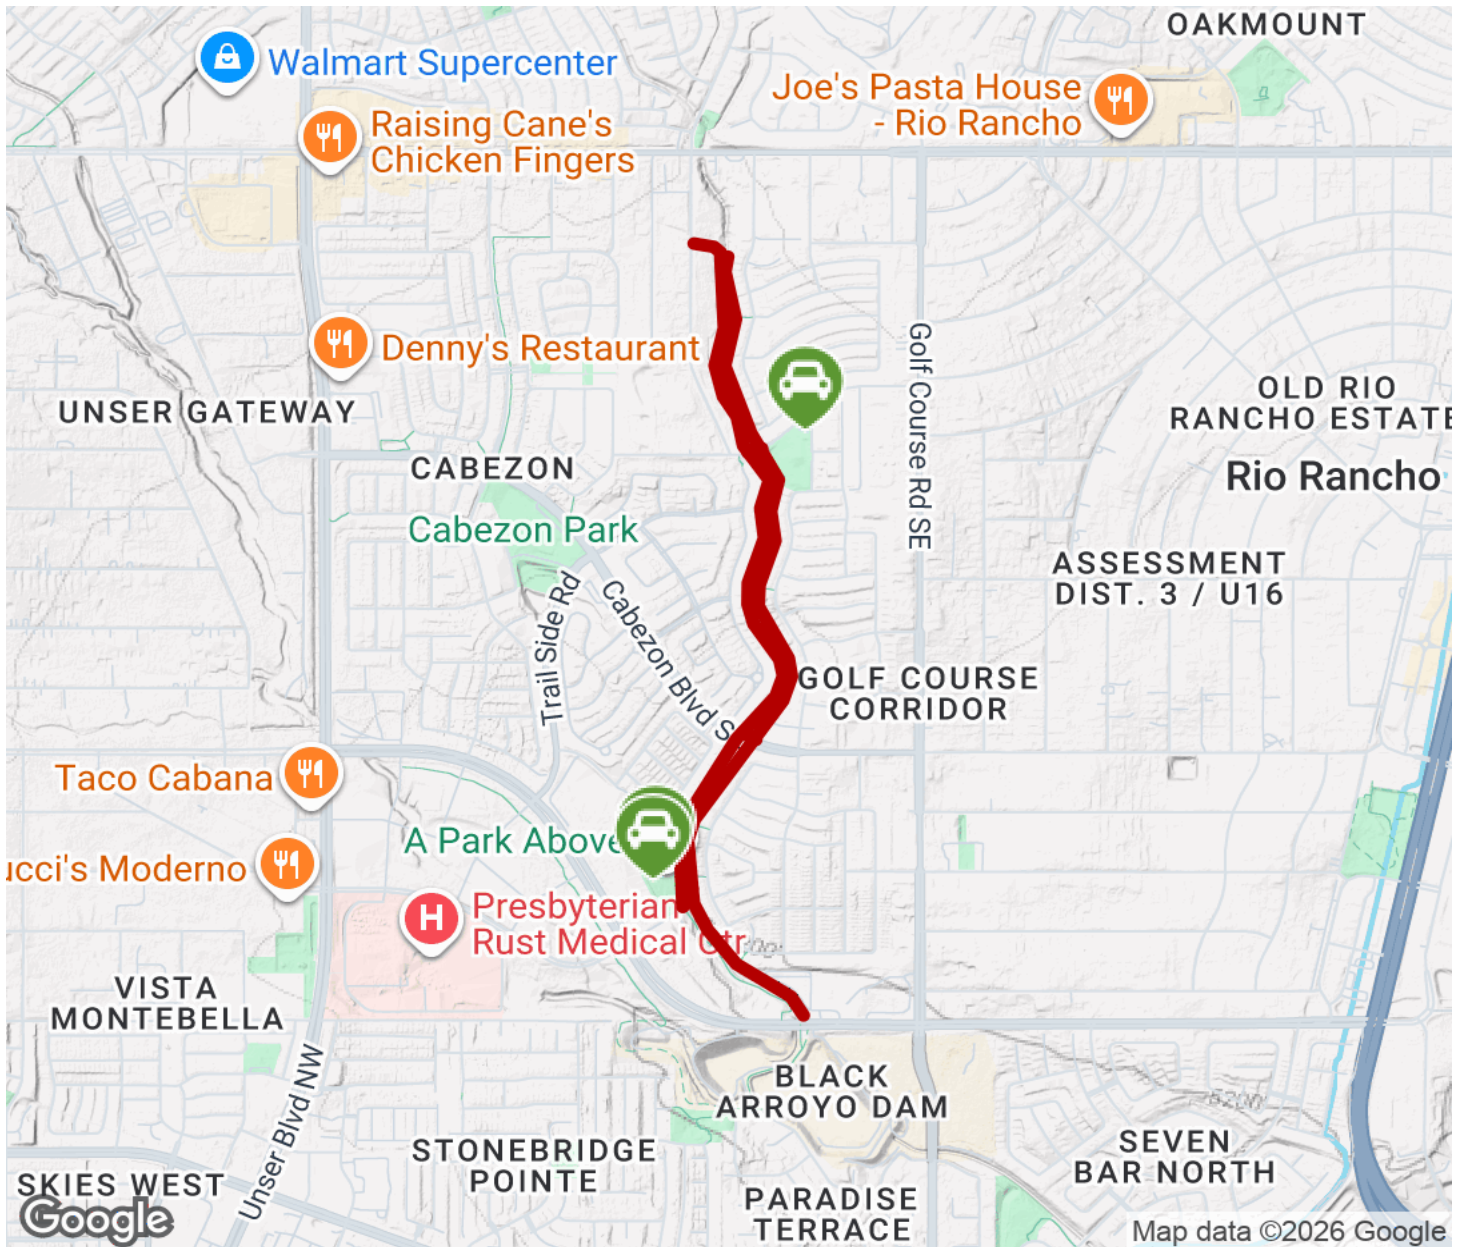 OAKMOUNT
Walmart Supercenter
Joe's Pasta House
- Rio Rancho
Raising Cane's
Chicken Fingers
Denny's Restaurant
Golf Course Rd SE
UNSER GATEWAY
OLD RIO
RANCHO ESTATE
CABEZON
Rio Rancho
Cabezon Park
ASSESSMENT
DIST. 3 / U16
Trail Side Rd
Cabezon Blvd S
GOLF COURSE
CORRIDOR
Taco Cabana
A Park Above
ucci's Moderno
H
Presbyterian
Rust Medical Ctr
VISTA
MONTEBELLA
Unser Blvd NW
BLACK
ARROYO DAM
5200
STONEBRIDGE
POINTE
SEVEN
BAR NORTH
SKIES WEST
PARADISE
TERRACE
Google
Map data ©2026 Google